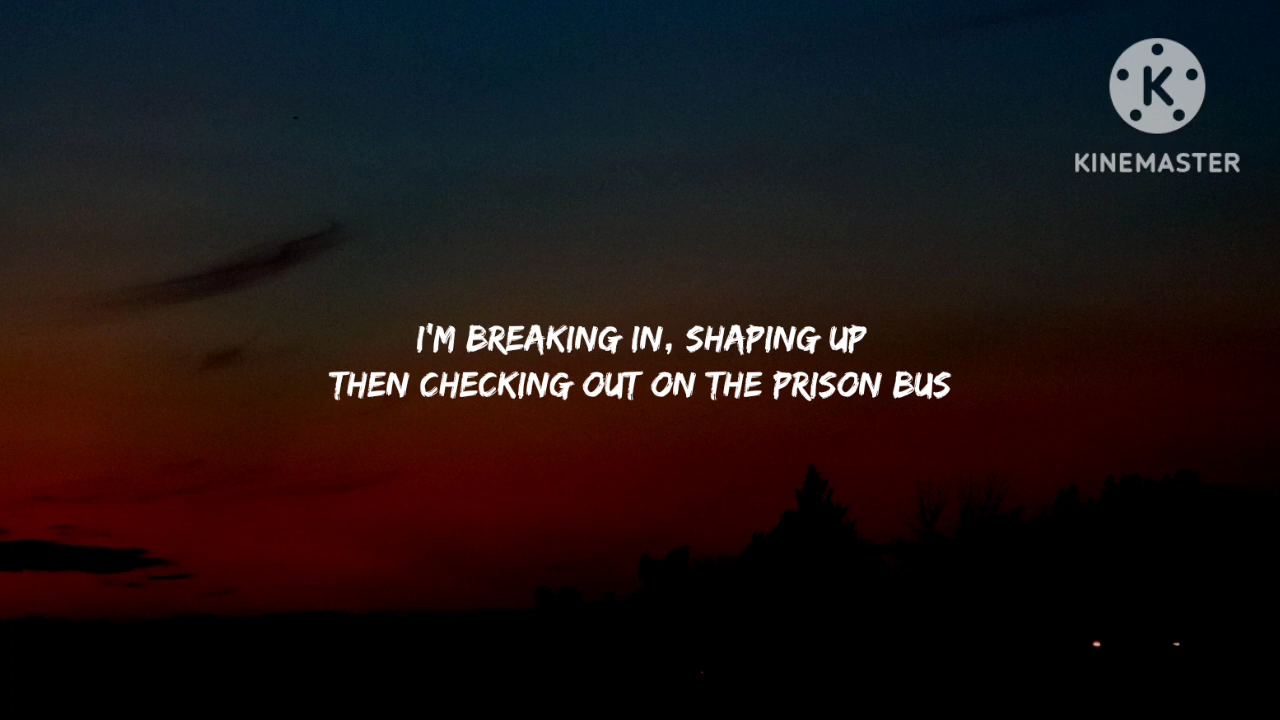 K
KINEMASTER
I'M BREAKING IN, SHAPING UP
THEN CHECKING OUT ON THE PRISON BUS